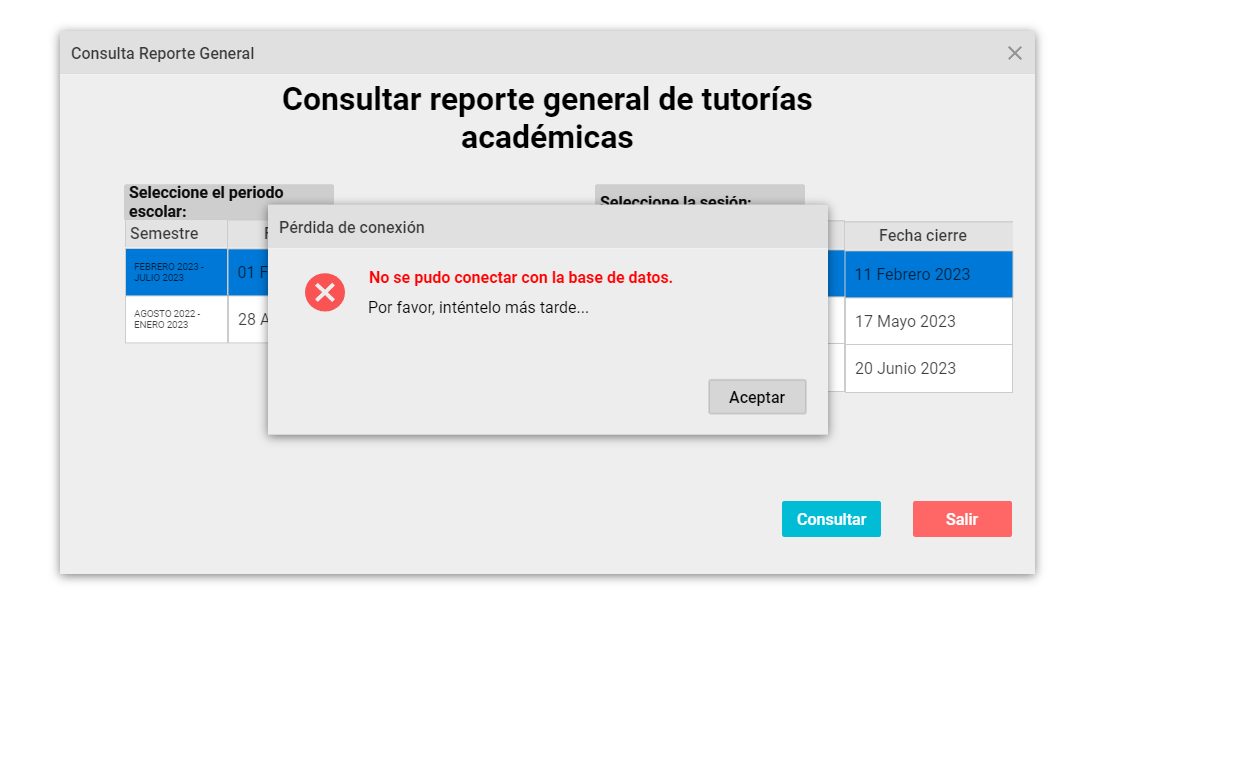 Consulta Reporte General
Consultar reporte general de tutorías
académicas
Seleccione el periodo
escolar:
Seleccione la sesión:
Semestre
Fecha cierre
FEBRERO 2023 -
JULIO 2023
01 F
11 Febrero 2023
AGOSTO 2022 -
ENERO 2023
28 A
17 Mayo 2023
20 Junio 2023
Pérdida de conexión
No se pudo conectar con la base de datos.
Por favor, inténtelo más tarde...
Aceptar
Consultar
Salir